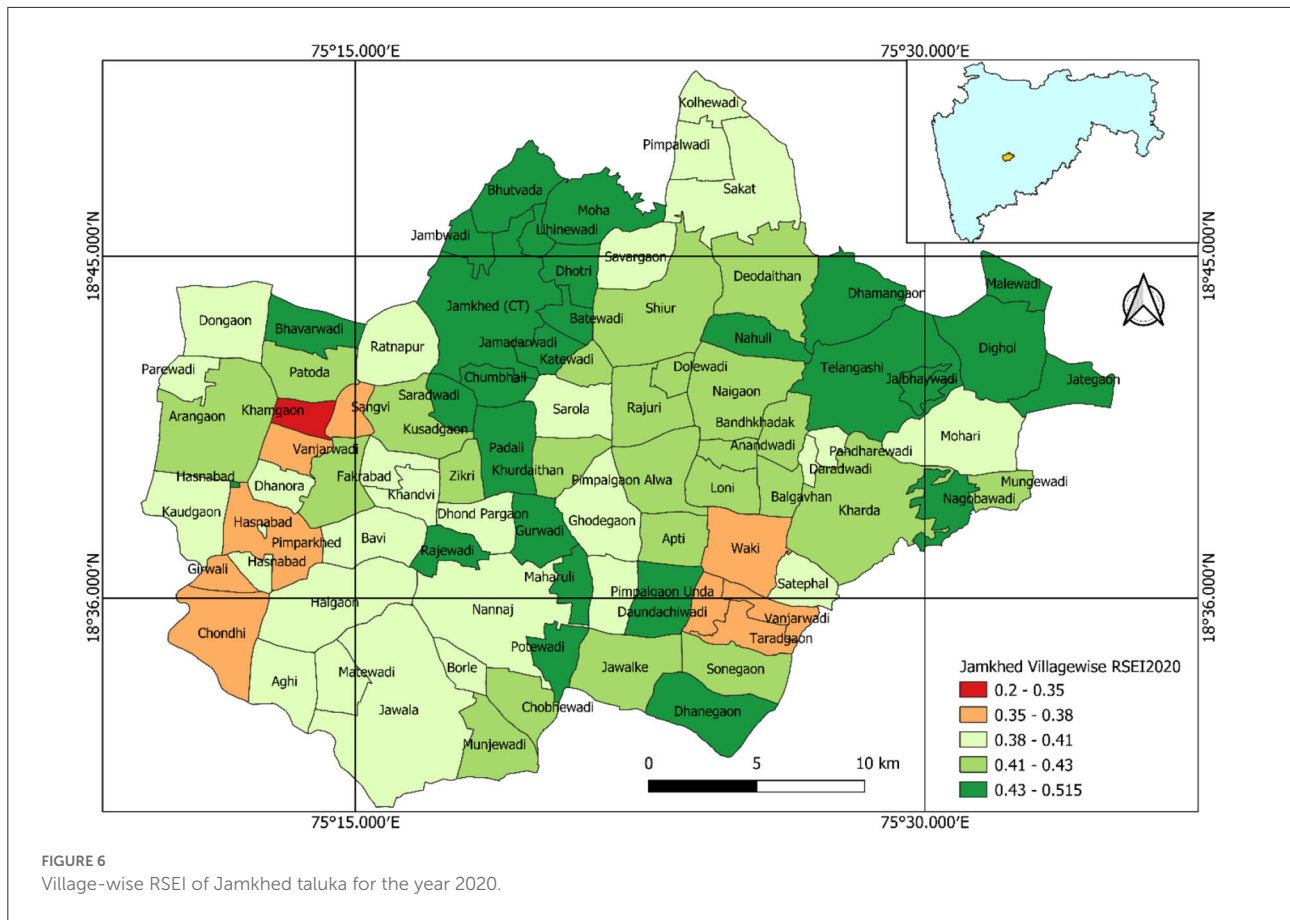 75°15.000′E
75°30.000′E
Kolhewadi
Pimpalwadi
Sakat
Bhutvada
Moha
Lihinewadi
Jambwadi
18°45.000′N
18°45.000′N
Savargaon
Dhotri
Deodaithan
Malewadi
Dhamangaon
Jamkhed (CT)
Shiur
Batewadi
Dongaon
Bhavarwadi
Nahuli
Ratnapur
Jamadarwadi
Dighol
Katewadi
Parewadi
Patoda
Dolewadi
Telangashi
Jaibhaywadi
Jategaon
Chumbhali
Naigaon
Saradwadi
Khamgaon
Sangvi
Sarola
Rajuri
Arangaon
Bandhkhadak
Kusadgaon
Mohari
Vanjarwadi
Padali
Anandwadi
Pandharewadi
Hasnabad
Fakrabad
Zikri
Khurdaithan
Daradwadi
Dhanora
Pimpalgaon Alwa
Mungewadi
Khandvi
Loni
Balgavhan
Nagobawadi
Kaudgaon
Dhond Pargaon
Kharda
Hasnabad
Ghodegaon
Gurwadi
Pimparkhed
Bavi
Apti
Waki
Rajewadi
Hasnabad
Girwali
Maharuli
Satephal
Pimpalgaon Unda
18°36.000′N
18°36.000′N
Halgaon
Nannaj
Daundachiwadi
Vanjarwadi
Chondhi
Taradgaon
Potewadi
Matewadi
Borle
Jawalke
Sonegaon
Aghi
Jawala
Chobhewadi
Dhanegaon
Munjewadi
Jamkhed Villagewise RSEI2020
0.2 - 0.35
0.35 - 0.38
0.38 - 0.41
0.41 - 0.43
0.43 - 0.515
0 5 10 km
75°15.000′E
75°30.000′E
FIGURE 6
Village-wise RSEI of Jamkhed taluka for the year 2020.